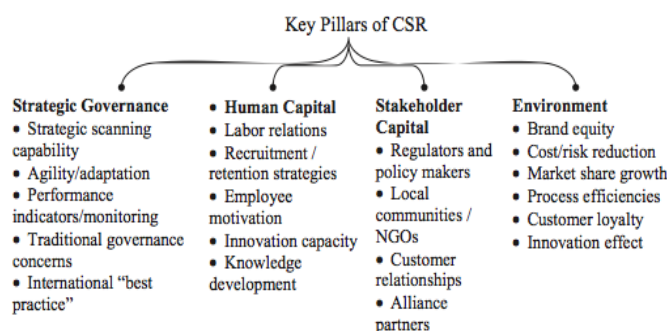 Key Pillars of CSR
Strategic Governance
• Strategic scanning
capability
• Agility/adaptation
• Performance
indicators/monitoring
• Traditional governance
concerns
• International “best
practice”
• Human Capital
• Labor relations
• Recruitment /
retention strategies
• Employee
motivation
• Innovation capacity
• Knowledge
development
Stakeholder
Capital
• Regulators and
policy makers
• Local
communities /
NGOs
• Customer
relationships
• Alliance
partners
Environment
• Brand equity
• Cost/risk reduction
• Market share growth
• Process efficiencies
• Customer loyalty
• Innovation effect